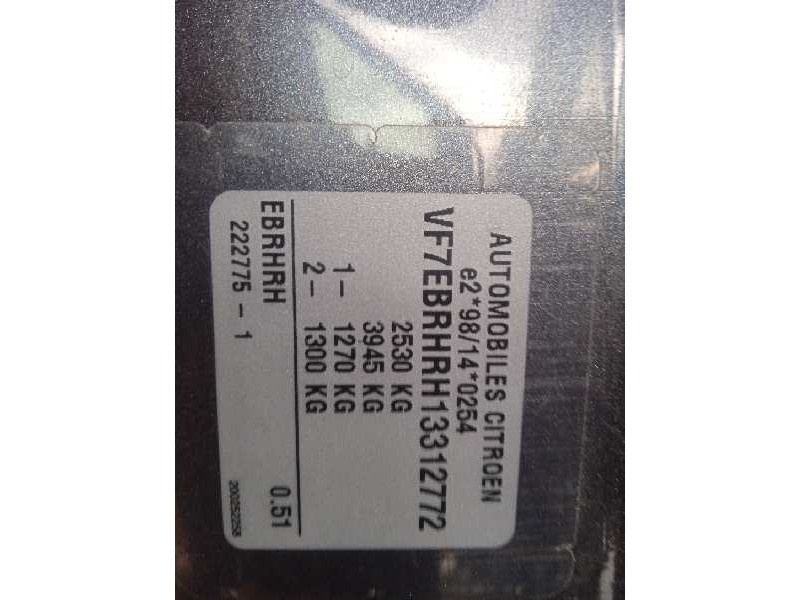 AUTOMOBILES CITROEN
e2*98/14*0254
VF7EBRHRH13312772
2530 KG
3945 KG
1- 1270 KG
2- 1300 KG
EBRHRH 0.51
222775-1 2000252258